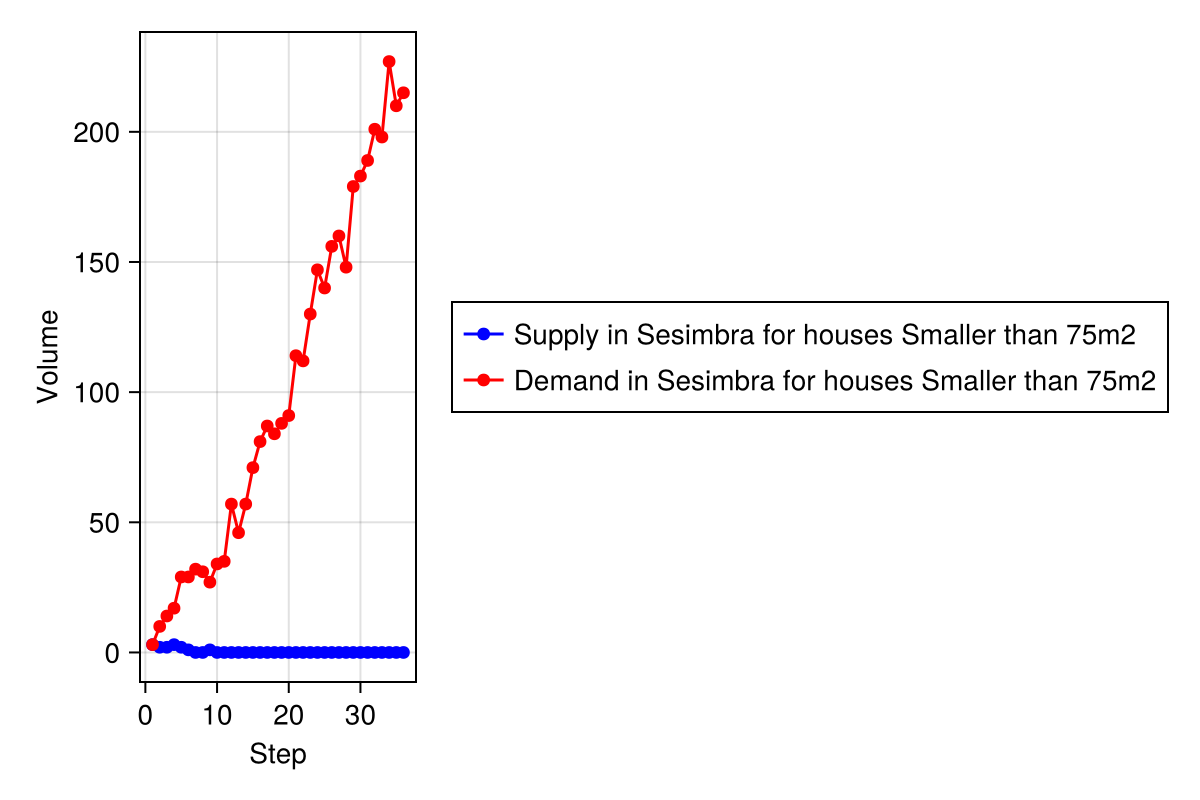 Volume
200
150
100
50
0
0 10 20 30
Step
Supply in Sesimbra for houses Smaller than 75m2
Demand in Sesimbra for houses Smaller than 75m2